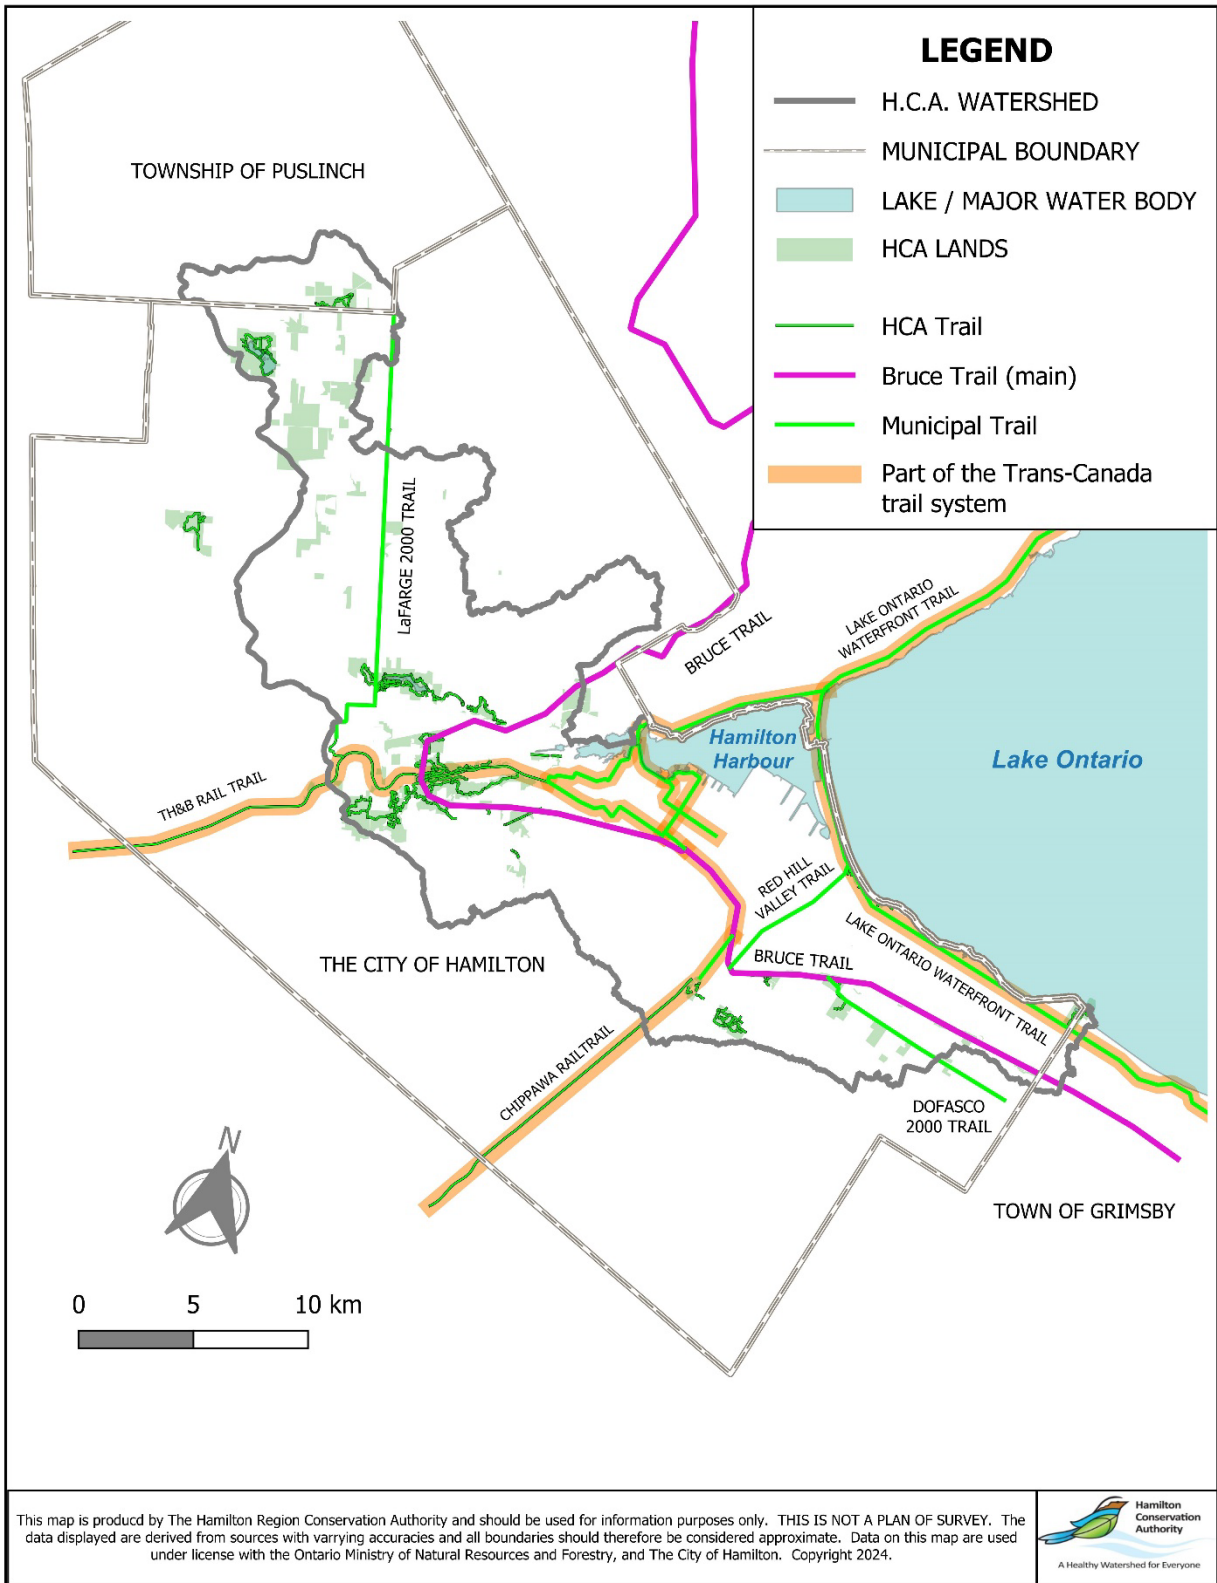 LEGEND
H.C.A. WATERSHED
MUNICIPAL BOUNDARY
LAKE / MAJOR WATER BODY
HCA LANDS
HCA Trail
Bruce Trail (main)
Municipal Trail
Part of the Trans-Canada
trail system
TOWNSHIP OF PUSLINCH
LaFARGE 2000 TRAIL
LAKE ONTARIO
WATERFRONT TRAIL
BRUCE TRAIL
Hamilton
Harbour
Lake Ontario
TH&B RAIL TRAIL
RED HILL
VALLEY TRAIL
LAKE ONTARIO WATERFRONT TRAIL
BRUCE TRAIL
THE CITY OF HAMILTON
CHIPPAWA RAILTRAIL
DOFASCO
2000 TRAIL
TOWN OF GRIMSBY
N
0 5 10 km
This map is producd by The Hamilton Region Conservation Authority and should be used for information purposes only. THIS IS NOT A PLAN OF SURVEY. The
data displayed are derived from sources with varrying accuracies and all boundaries should therefore be considered approximate. Data on this map are used
under license with the Ontario Ministry of Natural Resources and Forestry, and The City of Hamilton. Copyright 2024.
Hamilton
Conservation
Authority
A Healthy Watershed for Everyone